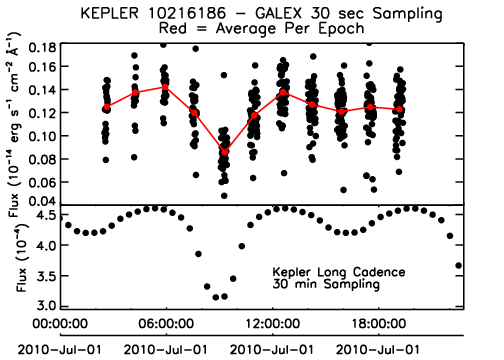 KEPLER 10216186 – GALEX 30 sec Sampling
Red = Average Per Epoch
Flux (10⁻¹⁴ erg s⁻¹ cm⁻² Å⁻¹)
0.18
0.16
0.14
0.12
0.10
0.08
0.06
0.04
Flux (10⁻⁴)
4.5
4.0
3.5
3.0
Kepler Long Cadence
30 min Sampling
00:00:00 06:00:00 12:00:00 18:00:00
2010-Jul-01 2010-Jul-01 2010-Jul-01 2010-Jul-01